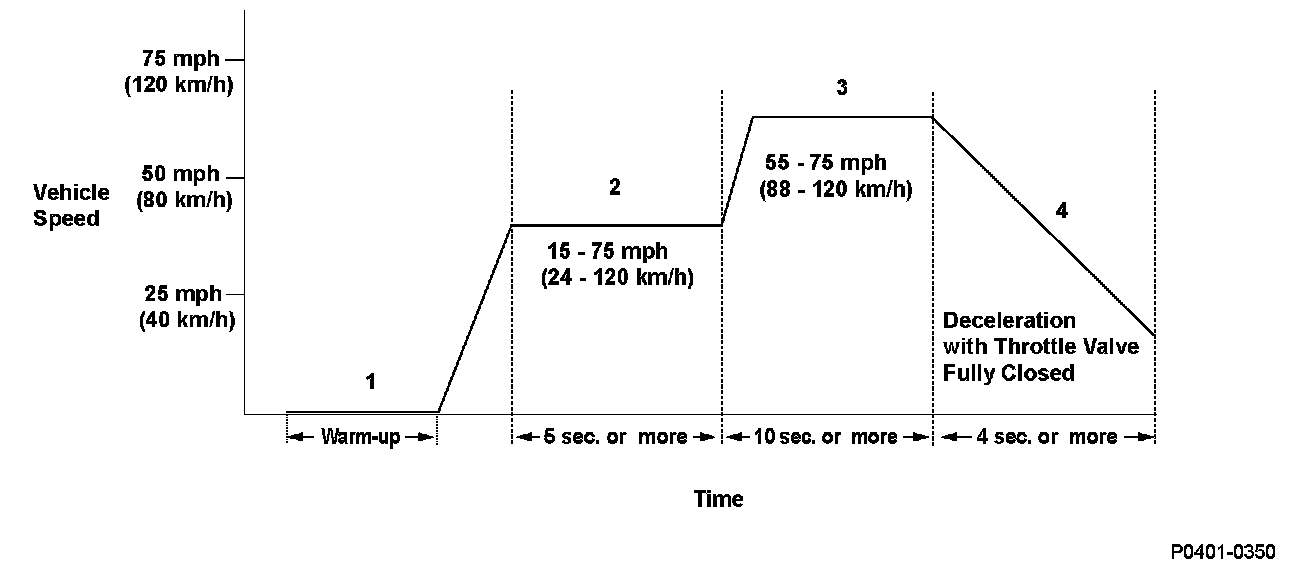 75 mph
(120 km/h)
3
55 - 75 mph
(88 - 120 km/h)
50 mph
(80 km/h)
Vehicle
Speed
2
4
15 - 75 mph
(24 - 120 km/h)
25 mph
(40 km/h)
Deceleration
with Throttle Valve
Fully Closed
1
Warm-up
5 sec. or more
10 sec. or more
4 sec. or more
Time
P0401-0350